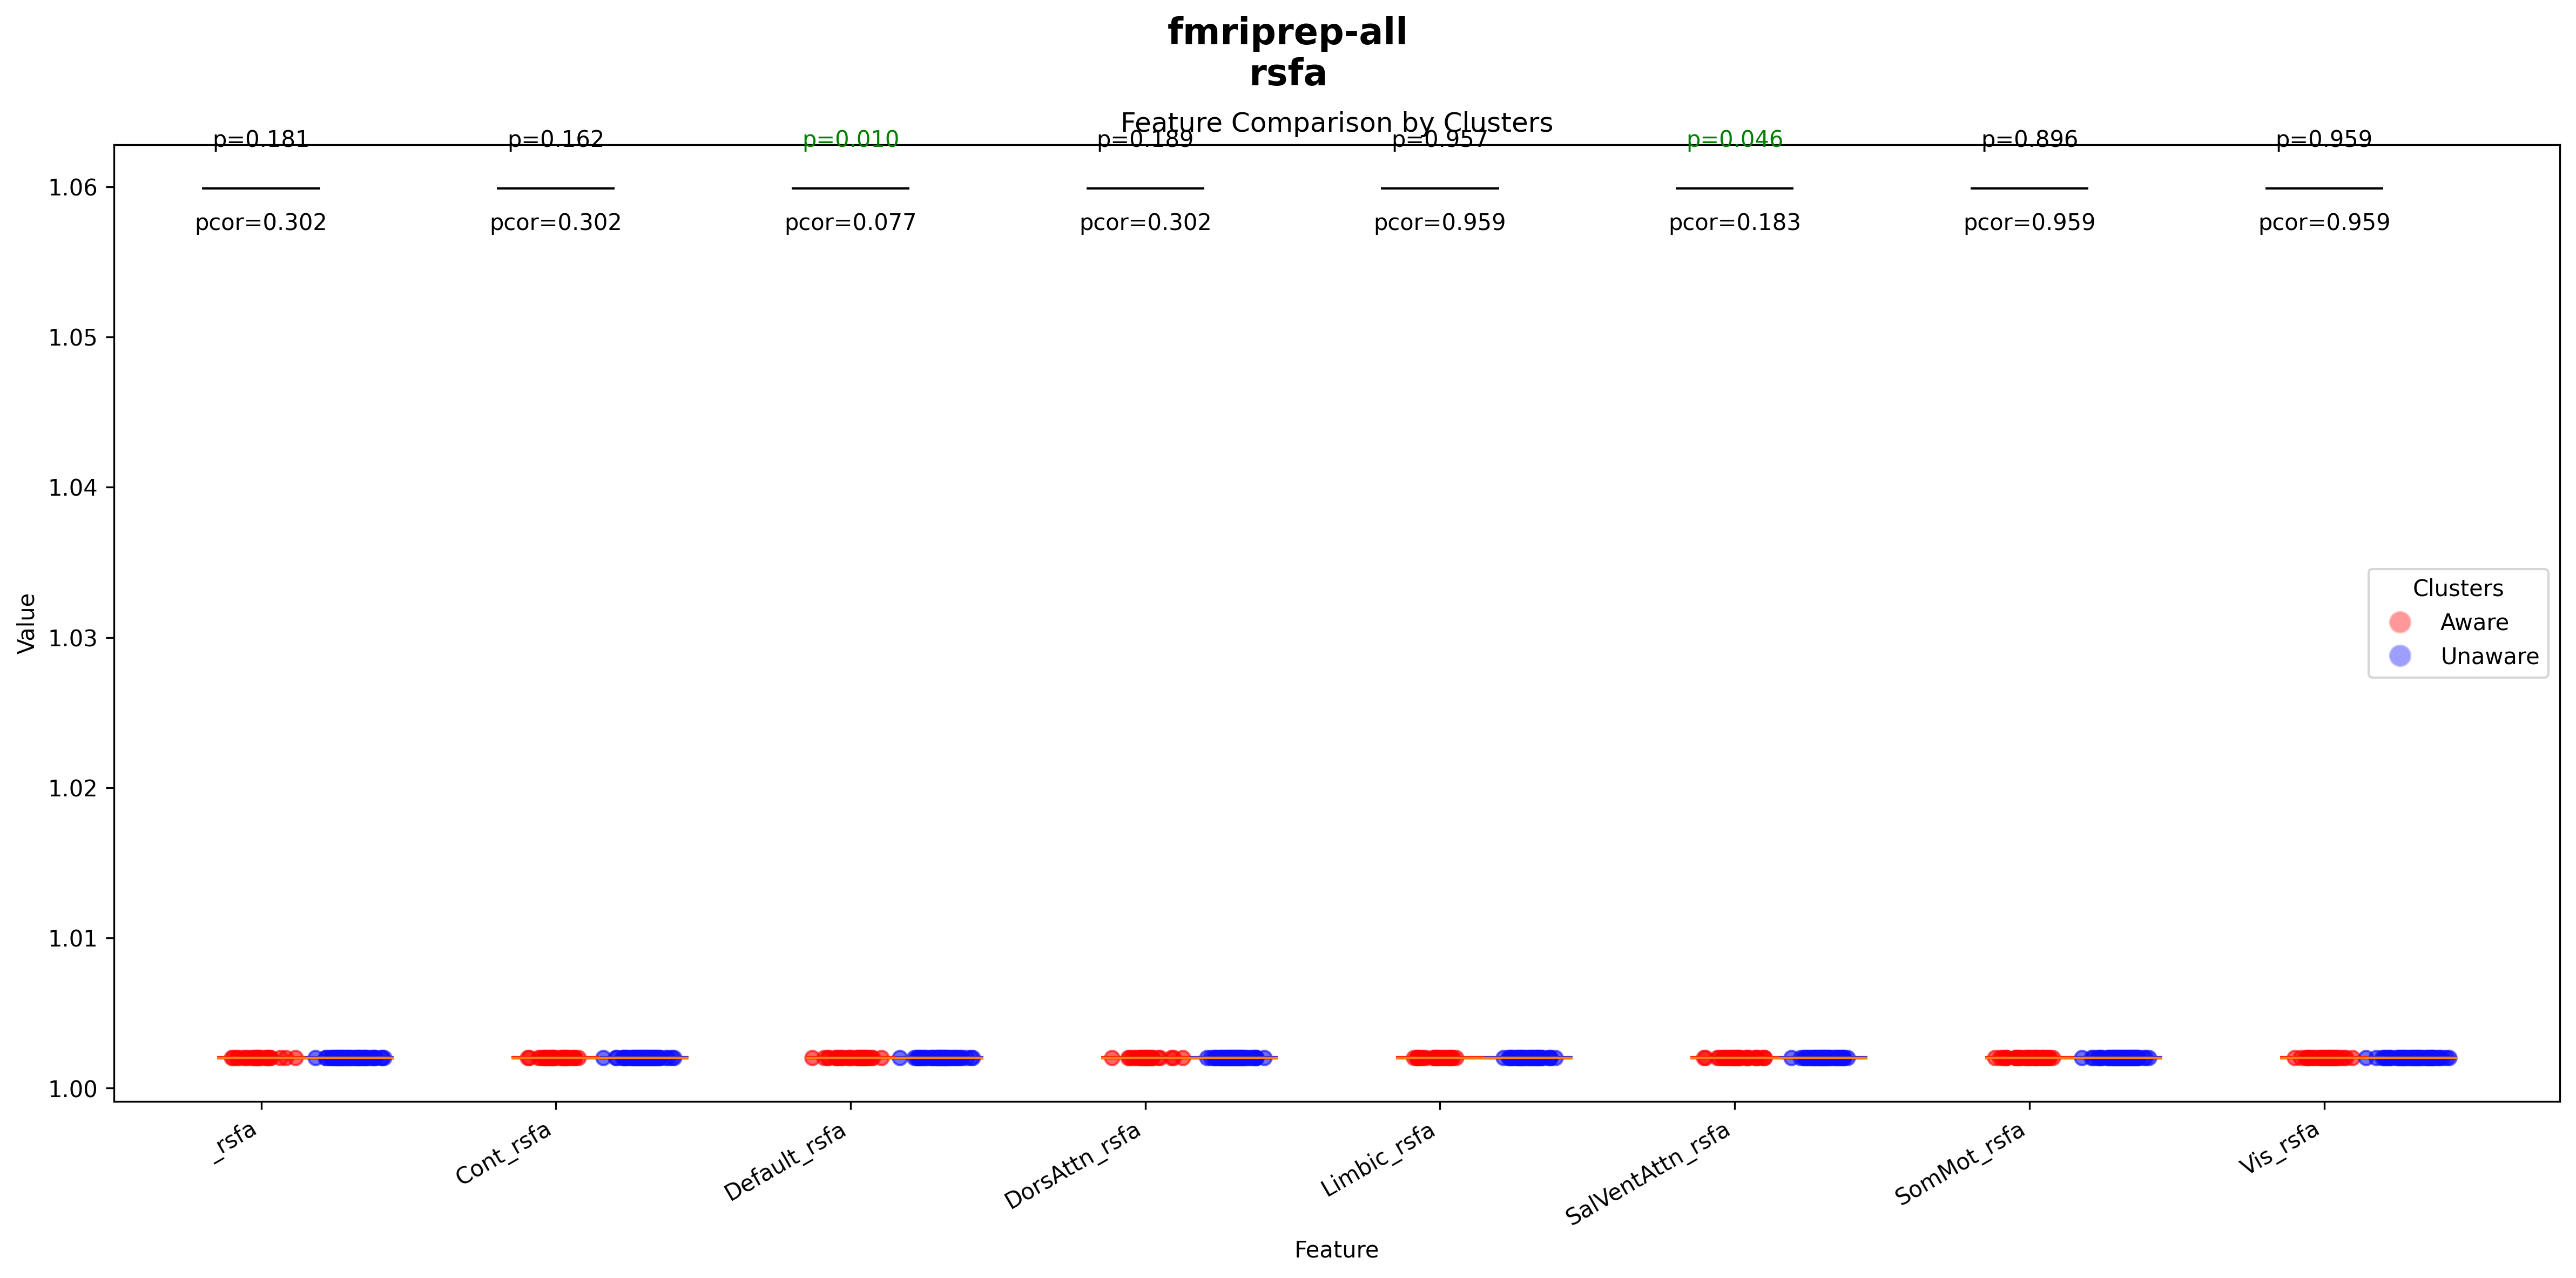 fmriprep-all
rsfa
Feature Comparison by Clusters
p=0.181 p=0.162 p=0.010 p=0.189 p=0.957 p=0.046 p=0.896 p=0.959
pcor=0.302 pcor=0.302 pcor=0.077 pcor=0.302 pcor=0.959 pcor=0.183 pcor=0.959 pcor=0.959
1.06
1.05
1.04
1.03
1.02
1.01
1.00
Value
Clusters
Aware
Unaware
_rsfa Cont_rsfa Default_rsfa DorsAttn_rsfa Limbic_rsfa SalVentAttn_rsfa SomMot_rsfa Vis_rsfa
Feature